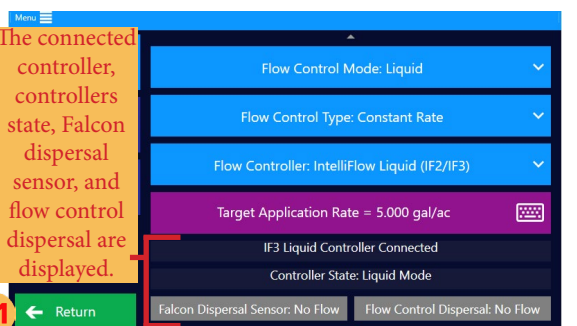 Menu
The connected
controller,
controllers
state, Falcon
dispersal
sensor, and
flow control
dispersal are
displayed.
Flow Control Mode: Liquid
Flow Control Type: Constant Rate
Flow Controller: IntelliFlow Liquid (IF2/IF3)
Target Application Rate = 5.000 gal/ac
IF3 Liquid Controller Connected
Controller State: Liquid Mode
Falcon Dispersal Sensor: No Flow
Flow Control Dispersal: No Flow
1
Return